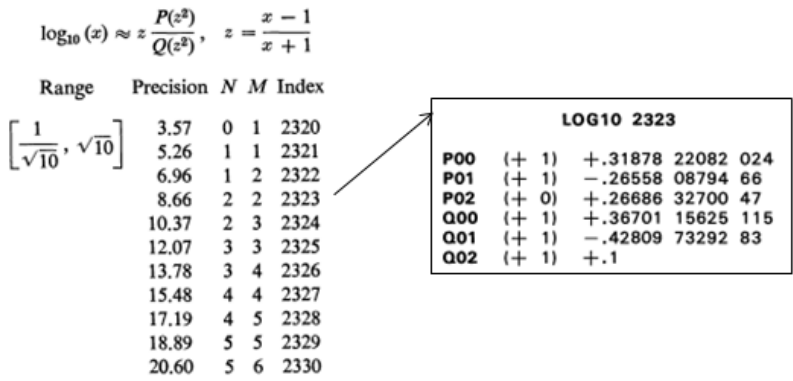 log₁₀ (x) ≈ z P(z²)/Q(z²), z = (x − 1)/(x + 1)
Range Precision N M Index
[1/√10, √10] 3.57 0 1 2320
5.26 1 1 2321
6.96 1 2 2322
8.66 2 2 2323
10.37 2 3 2324
12.07 3 3 2325
13.78 3 4 2326
15.48 4 4 2327
17.19 4 5 2328
18.89 5 5 2329
20.60 5 6 2330
LOG10 2323
P00 (+ 1) +.31878 22082 024
P01 (+ 1) −.26558 08794 66
P02 (+ 0) +.26686 32700 47
Q00 (+ 1) +.36701 15625 115
Q01 (+ 1) −.42809 73292 83
Q02 (+ 1) +.1